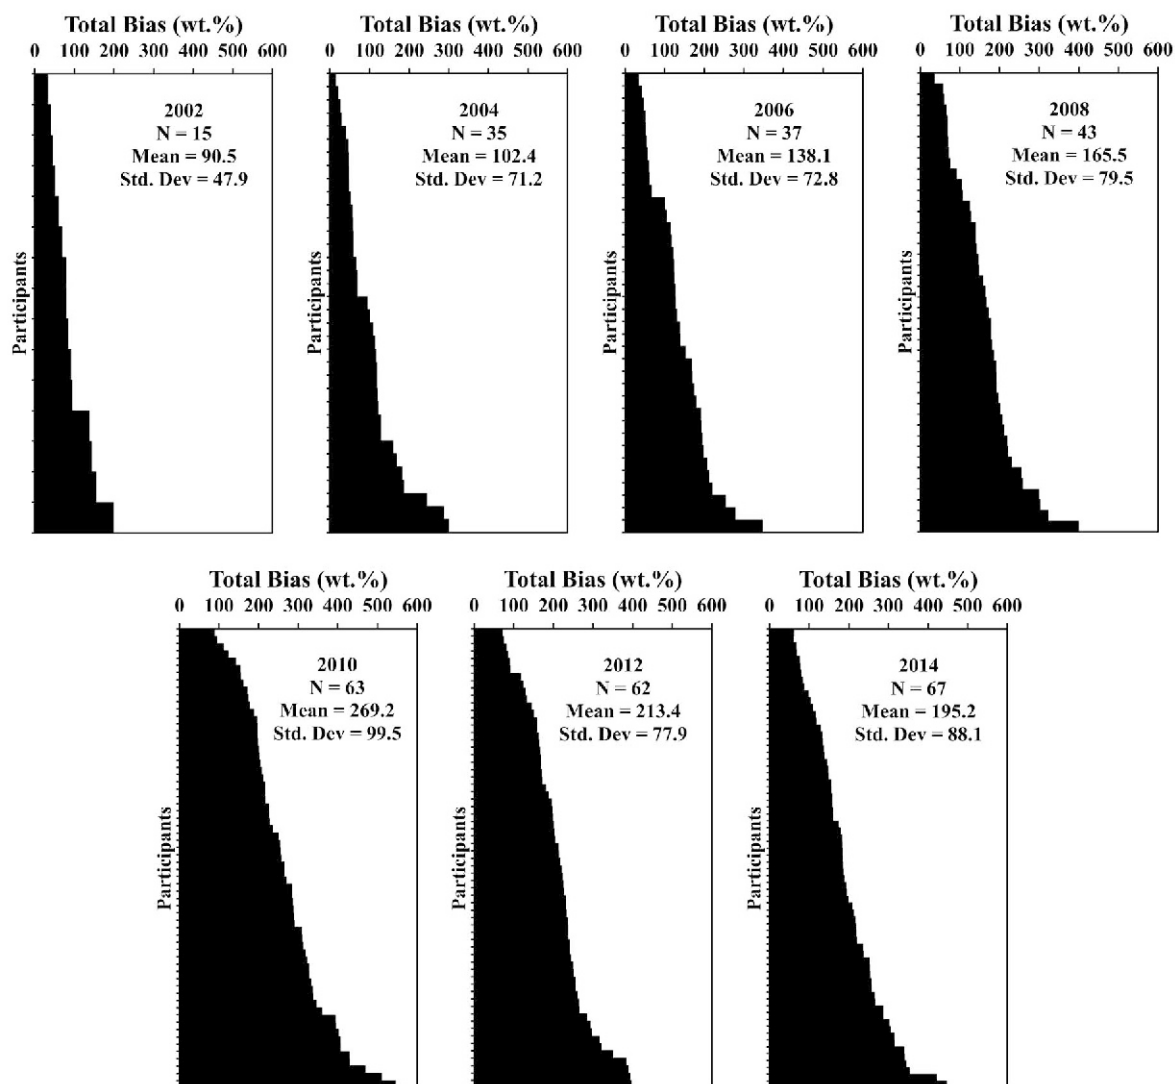 Total Bias (wt.%)
0 100 200 300 400 500 600
2002
N = 15
Mean = 90.5
Std. Dev = 47.9
Participants
Total Bias (wt.%)
0 100 200 300 400 500 600
2004
N = 35
Mean = 102.4
Std. Dev = 71.2
Participants
Total Bias (wt.%)
0 100 200 300 400 500 600
2006
N = 37
Mean = 138.1
Std. Dev = 72.8
Participants
Total Bias (wt.%)
0 100 200 300 400 500 600
2008
N = 43
Mean = 165.5
Std. Dev = 79.5
Participants
Total Bias (wt.%)
0 100 200 300 400 500 600
2010
N = 63
Mean = 269.2
Std. Dev = 99.5
Participants
Total Bias (wt.%)
0 100 200 300 400 500 600
2012
N = 62
Mean = 213.4
Std. Dev = 77.9
Participants
Total Bias (wt.%)
0 100 200 300 400 500 600
2014
N = 67
Mean = 195.2
Std. Dev = 88.1
Participants